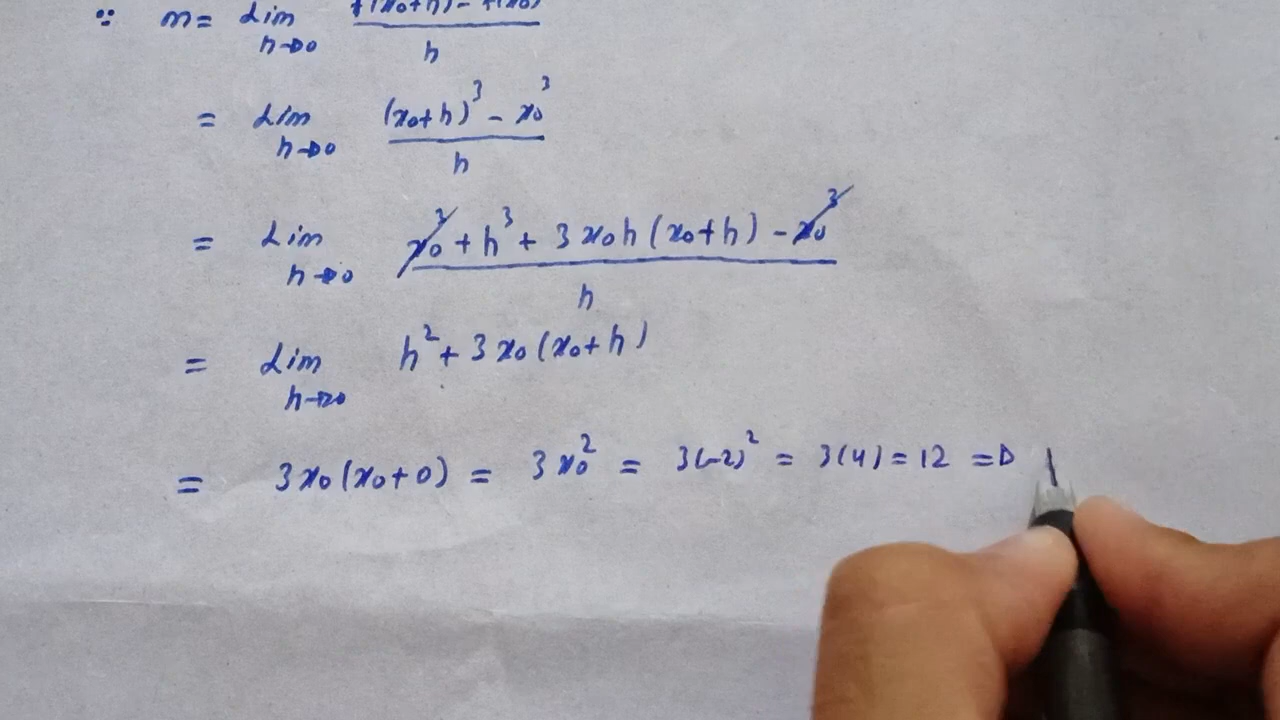 ∵ m = Lim h→0 f(x₀+h) - f(x₀) / h
= Lim h→0 (x₀+h)³ - x₀³ / h
= Lim h→0 x₀³ + h³ + 3x₀h(x₀+h) - x₀³ / h
= Lim h→0 h² + 3x₀(x₀+h)
= 3x₀(x₀+0) = 3x₀² = 3(-2)² = 3(4) = 12 ⇒